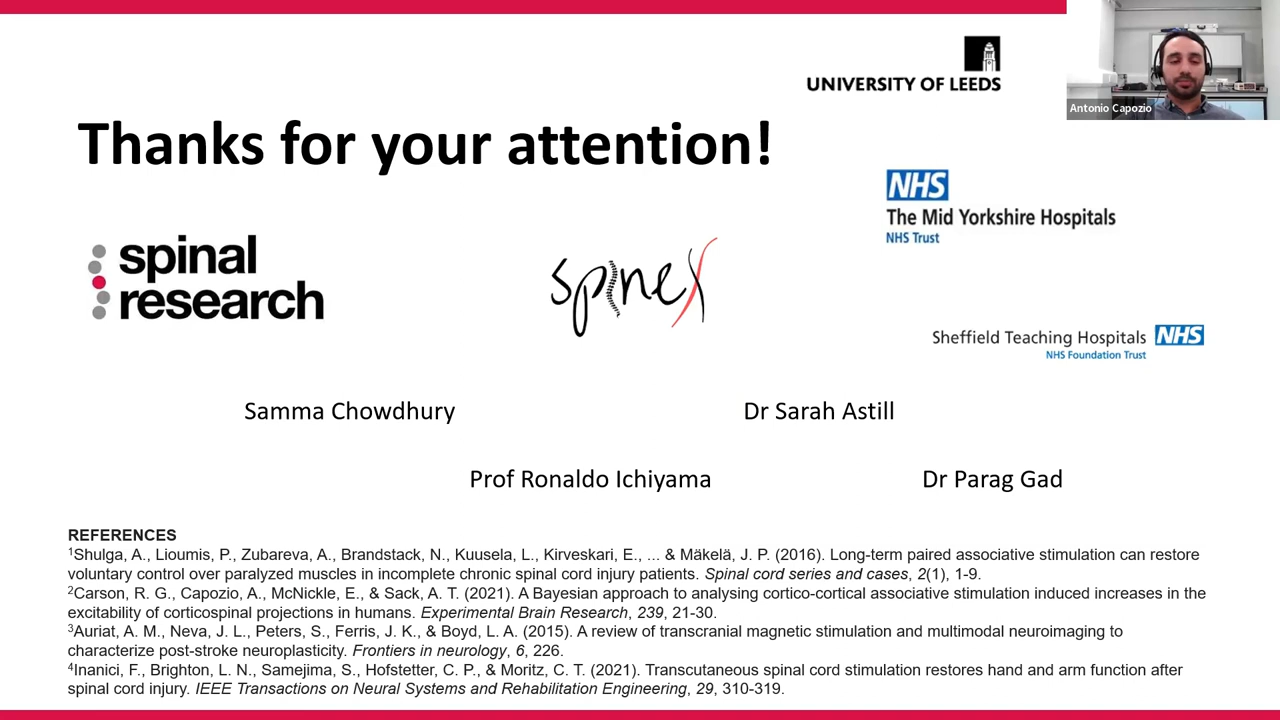 UNIVERSITY OF LEEDS
Antonio Capozio
Thanks for your attention!
NHS
The Mid Yorkshire Hospitals
NHS Trust
spinal
research
spinex
Sheffield Teaching Hospitals NHS
NHS Foundation Trust
Samma Chowdhury
Dr Sarah Astill
Prof Ronaldo Ichiyama
Dr Parag Gad
REFERENCES
¹Shulga, A., Lioumis, P., Zubareva, A., Brandstack, N., Kuusela, L., Kirveskari, E., ... & Mäkelä, J. P. (2016). Long-term paired associative stimulation can restore
voluntary control over paralyzed muscles in incomplete chronic spinal cord injury patients. Spinal cord series and cases, 2(1), 1-9.
²Carson, R. G., Capozio, A., McNickle, E., & Sack, A. T. (2021). A Bayesian approach to analysing cortico-cortical associative stimulation induced increases in the
excitability of corticospinal projections in humans. Experimental Brain Research, 239, 21-30.
³Auriat, A. M., Neva, J. L., Peters, S., Ferris, J. K., & Boyd, L. A. (2015). A review of transcranial magnetic stimulation and multimodal neuroimaging to
characterize post-stroke neuroplasticity. Frontiers in neurology, 6, 226.
⁴Inanici, F., Brighton, L. N., Samejima, S., Hofstetter, C. P., & Moritz, C. T. (2021). Transcutaneous spinal cord stimulation restores hand and arm function after
spinal cord injury. IEEE Transactions on Neural Systems and Rehabilitation Engineering, 29, 310-319.